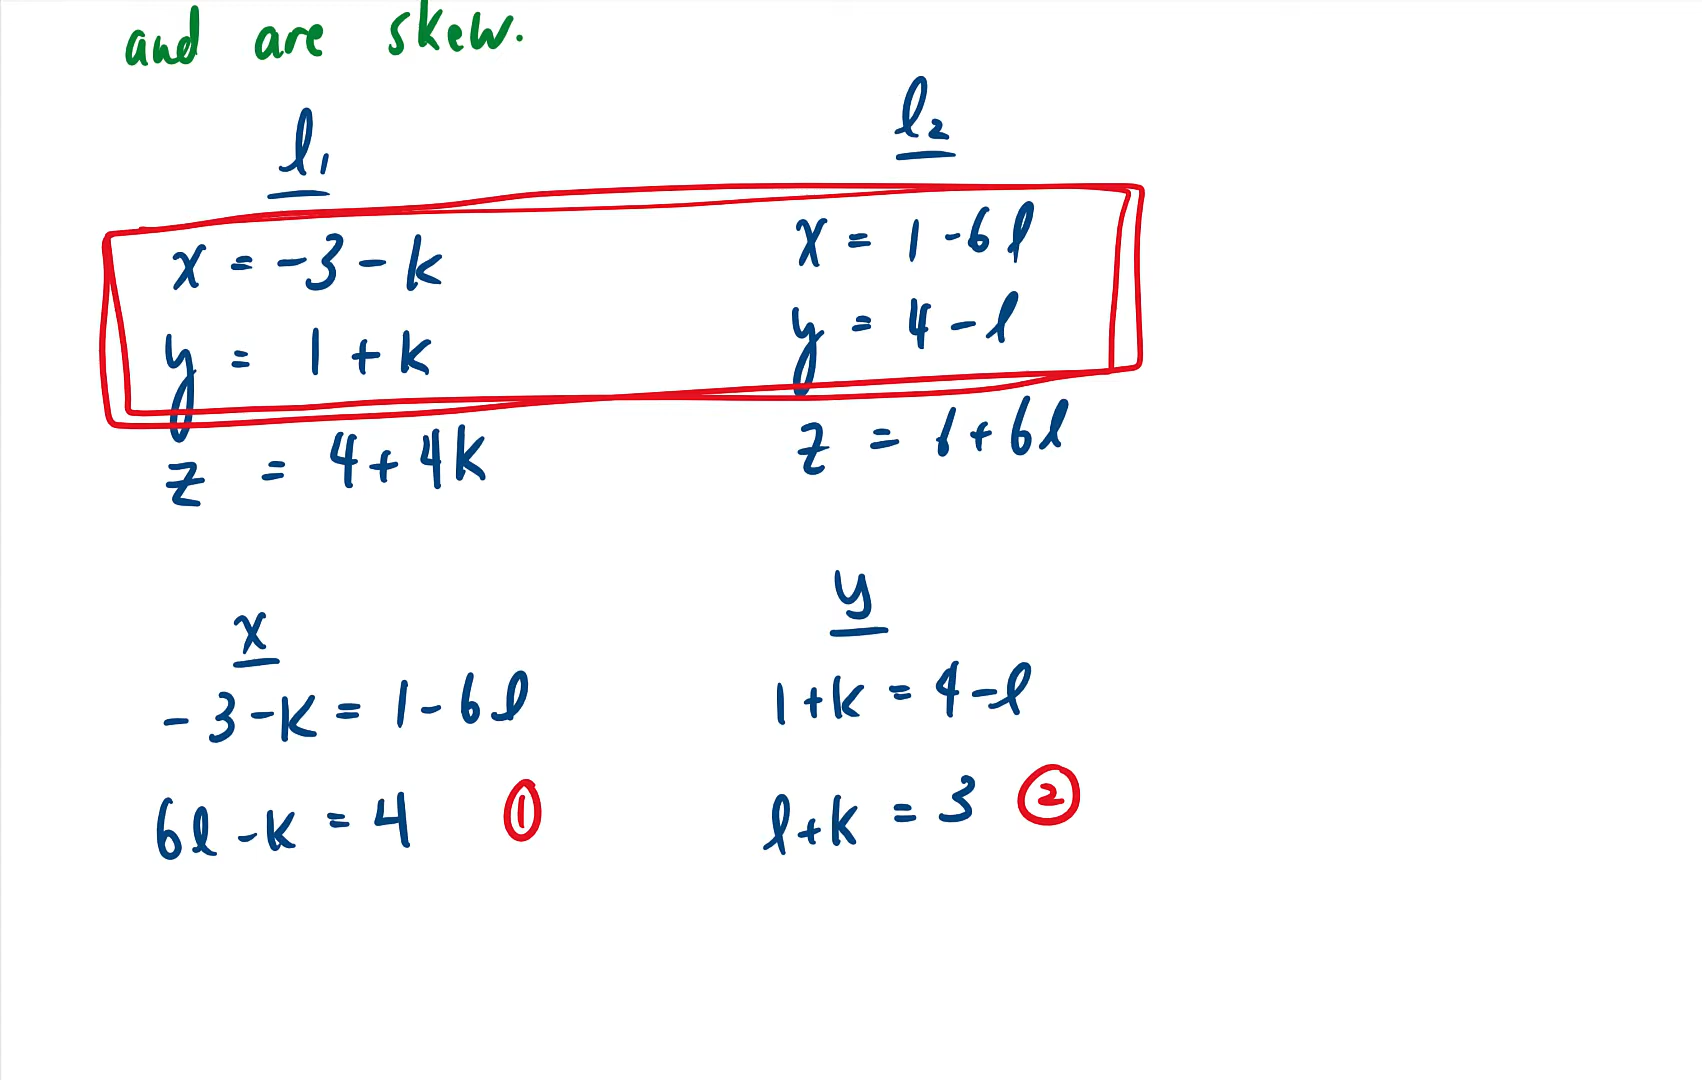 and are skew.
l₁ l₂
x = -3 - k x = 1 - 6l
y = 1 + k y = 4 - l
z = 4 + 4k z = + 6l
x y
-3 - k = 1 - 6l 1 + k = 4 - l
6l - k = 4 ① l + k = 3 ②